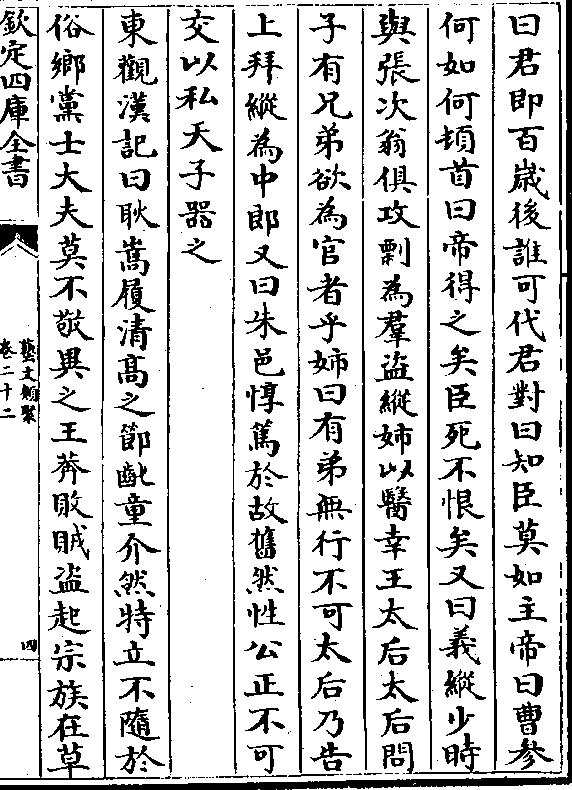 曰君即百歲後誰可代君對曰知臣莫如主帝曰曹參
何如何頓首曰帝得之矣臣死不恨矣又曰義縱少時
與張次翁俱攻剽為羣盜縱姊以醫幸王太后太后問
子有兄弟欲為官者乎姊曰有弟無行不可太后乃告
上拜縱為中郎又曰朱邑惇篤於故舊然性公正不可
交以私天子器之
東觀漢記曰耿嵩履清高之節齠童介然特立不隨於
俗鄉黨士大夫莫不敬異之王莽敗賊盜起宗族在草
欽定四庫全書
藝文類聚
卷二十二
四